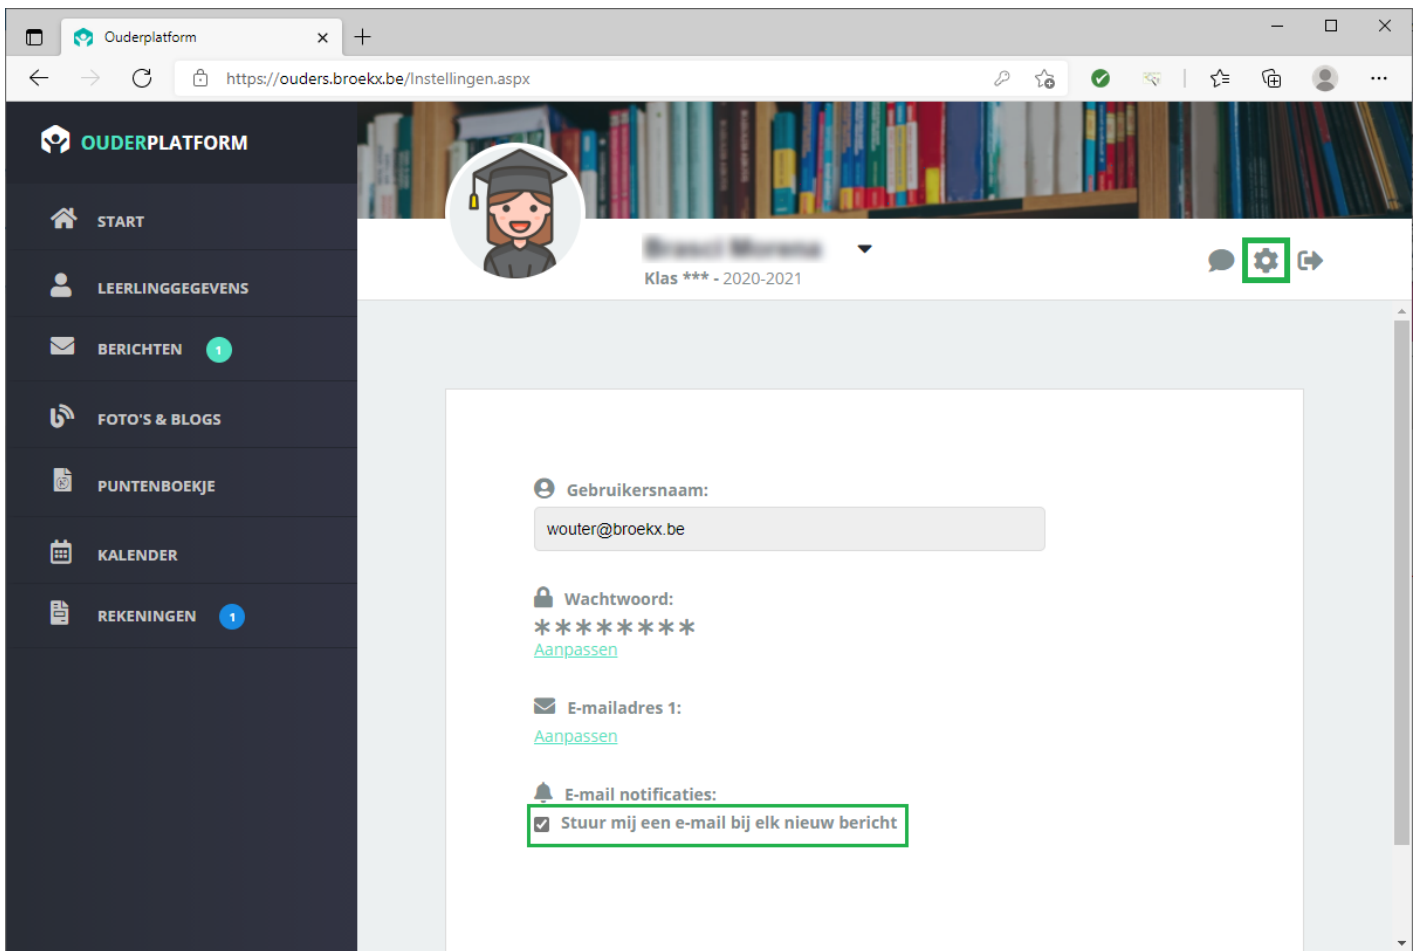 Ouderplatform
https://ouders.broekx.be/Instellingen.aspx
OUDERPLATFORM
START
LEERLINGGEGEVENS
BERICHTEN 1
FOTO'S & BLOGS
PUNTENBOEKJE
KALENDER
REKENINGEN 1
Klas *** - 2020-2021
Gebruikersnaam:
wouter@broekx.be
Wachtwoord:
********
Aanpassen
E-mailadres 1:
Aanpassen
E-mail notificaties:
Stuur mij een e-mail bij elk nieuw bericht